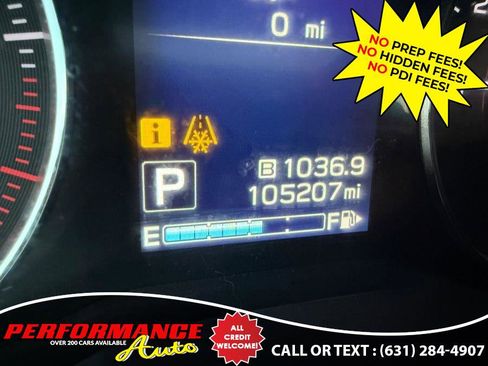 0 mi
NO PREP FEES!
NO HIDDEN FEES!
NO PDI FEES!
i
P
B 1036.9
105207mi
E F
PERFORMANCE
OVER 200 CARS AVAILABLE
Auto
ALL
CREDIT
WELCOME!
CALL OR TEXT : (631) 284-4907